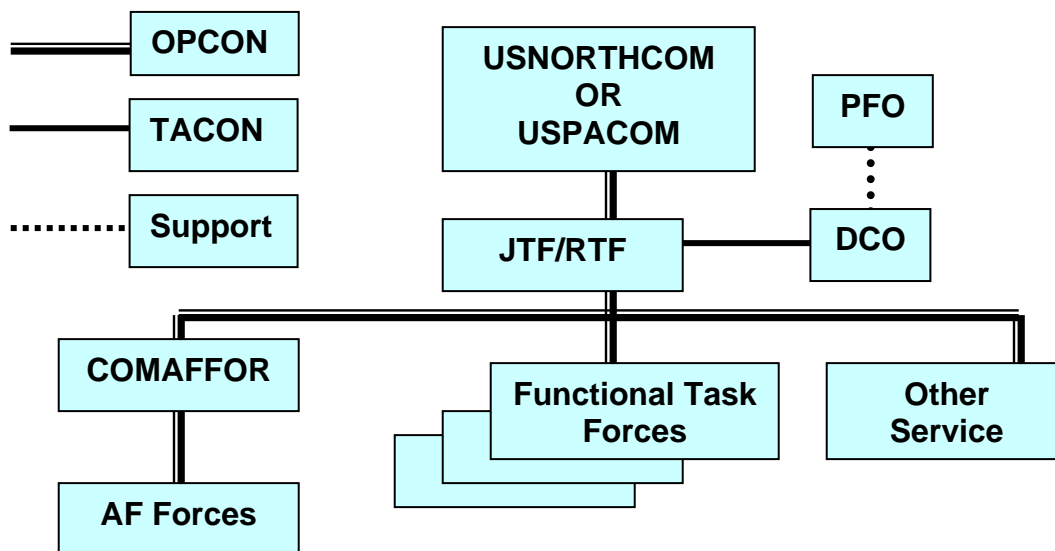 OPCON
TACON
Support
USNORTHCOM
OR
USPACOM
PFO
JTF/RTF
DCO
COMAFFOR
Functional Task
Forces
Other
Service
AF Forces